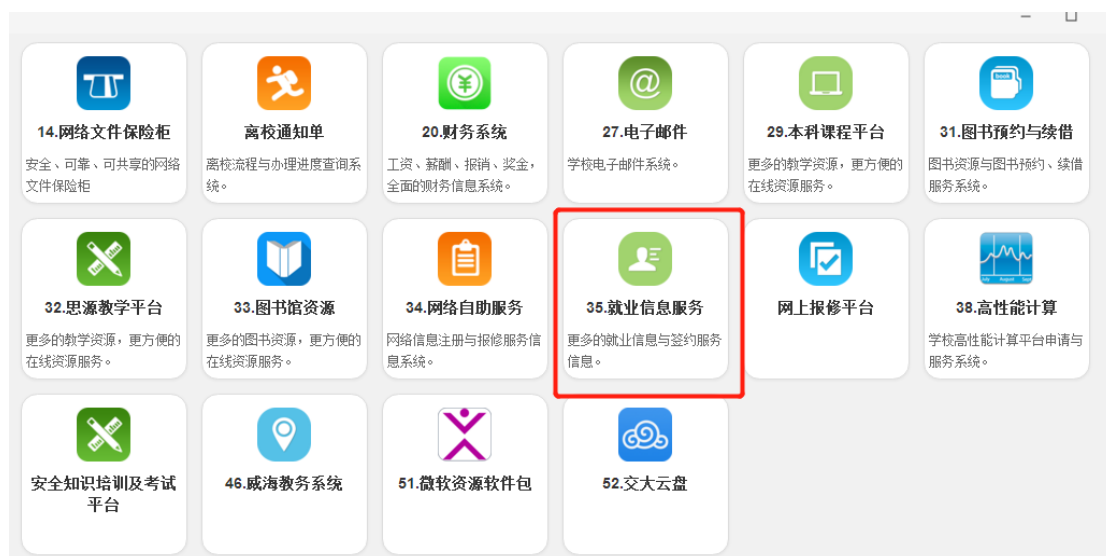 14.网络文件保险柜
安全、可靠、可共享的网络
文件保险柜
离校通知单
离校流程与办理进度查询系
统。
20.财务系统
工资、薪酬、报销、奖金，
全面的财务信息系统。
27.电子邮件
学校电子邮件系统。
29.本科课程平台
更多的教学资源，更方便的
在线资源服务。
book
31.图书预约与续借
图书资源与图书预约、续借
服务系统。
32.思源教学平台
更多的教学资源，更方便的
在线资源服务。
33.图书馆资源
更多的图书资源，更方便的
在线资源服务。
34.网络自助服务
网络信息注册与报修服务信
息系统。
35.就业信息服务
更多的就业信息与签约服务
信息。
网上报修平台
July August Sept
38.高性能计算
学校高性能计算平台申请与
服务系统。
安全知识培训及考试
平台
46.威海教务系统
51.微软资源软件包
52.交大云盘